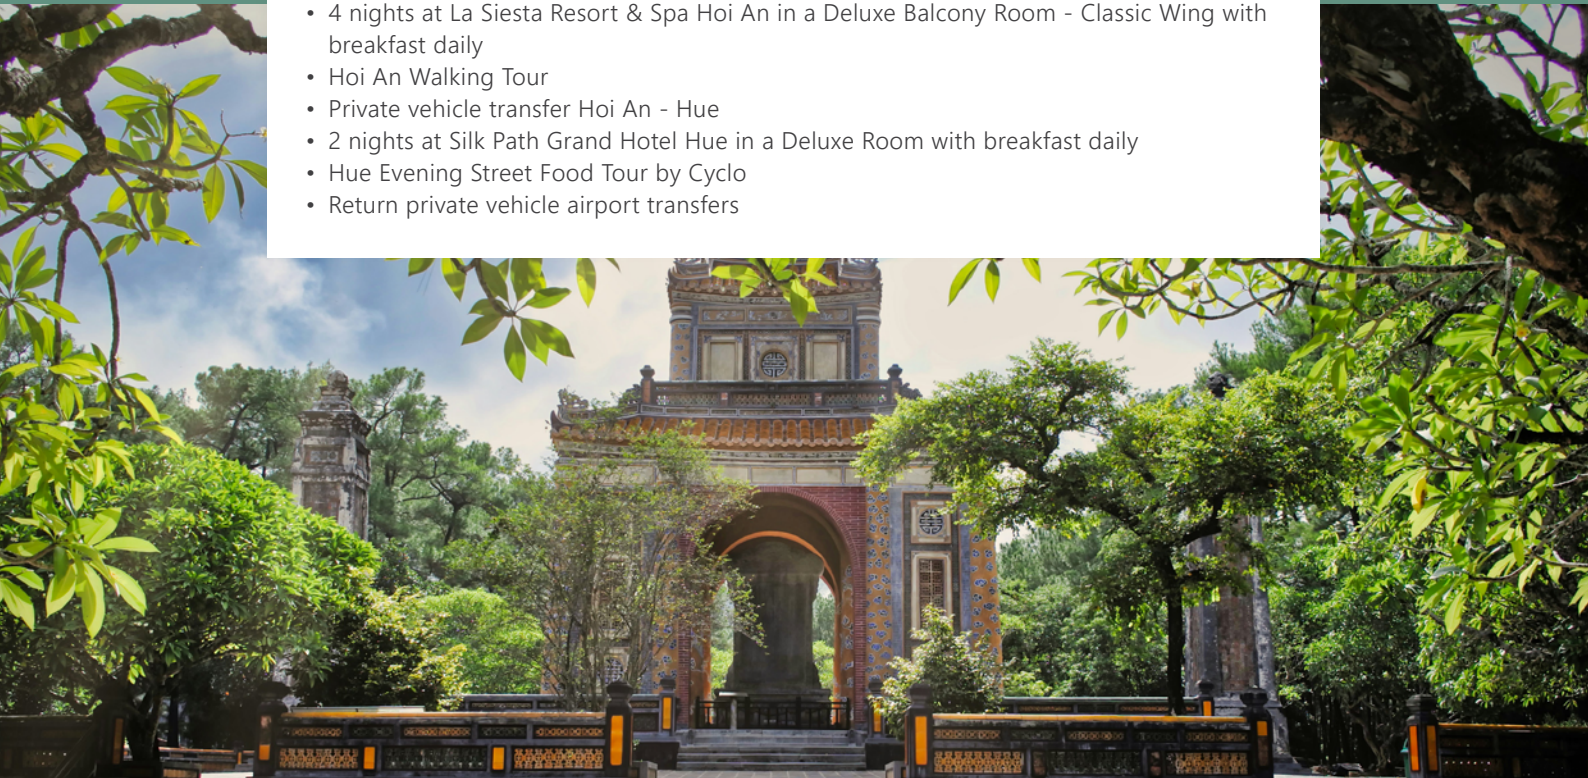 • 4 nights at La Siesta Resort & Spa Hoi An in a Deluxe Balcony Room - Classic Wing with
breakfast daily
• Hoi An Walking Tour
• Private vehicle transfer Hoi An - Hue
• 2 nights at Silk Path Grand Hotel Hue in a Deluxe Room with breakfast daily
• Hue Evening Street Food Tour by Cyclo
• Return private vehicle airport transfers